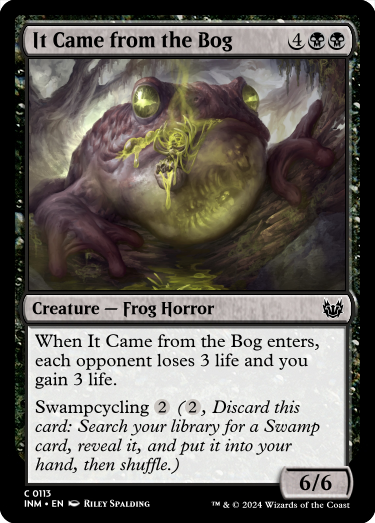 It Came from the Bog 4
Creature — Frog Horror
When It Came from the Bog enters,
each opponent loses 3 life and you
gain 3 life.
Swampcycling 2 (2, Discard this
card: Search your library for a Swamp
card, reveal it, and put it into your
hand, then shuffle.)
6/6
C 0113
INM • EN Riley Spalding
™ & © 2024 Wizards of the Coast